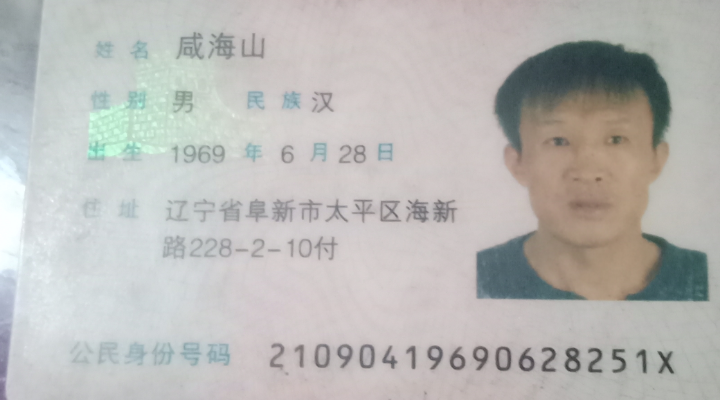 姓名 咸海山
性别 男 民族 汉
出生 1969 年 6 月 28 日
住址 辽宁省阜新市太平区海新
路228-2-10付
公民身份号码 21090419690628251X